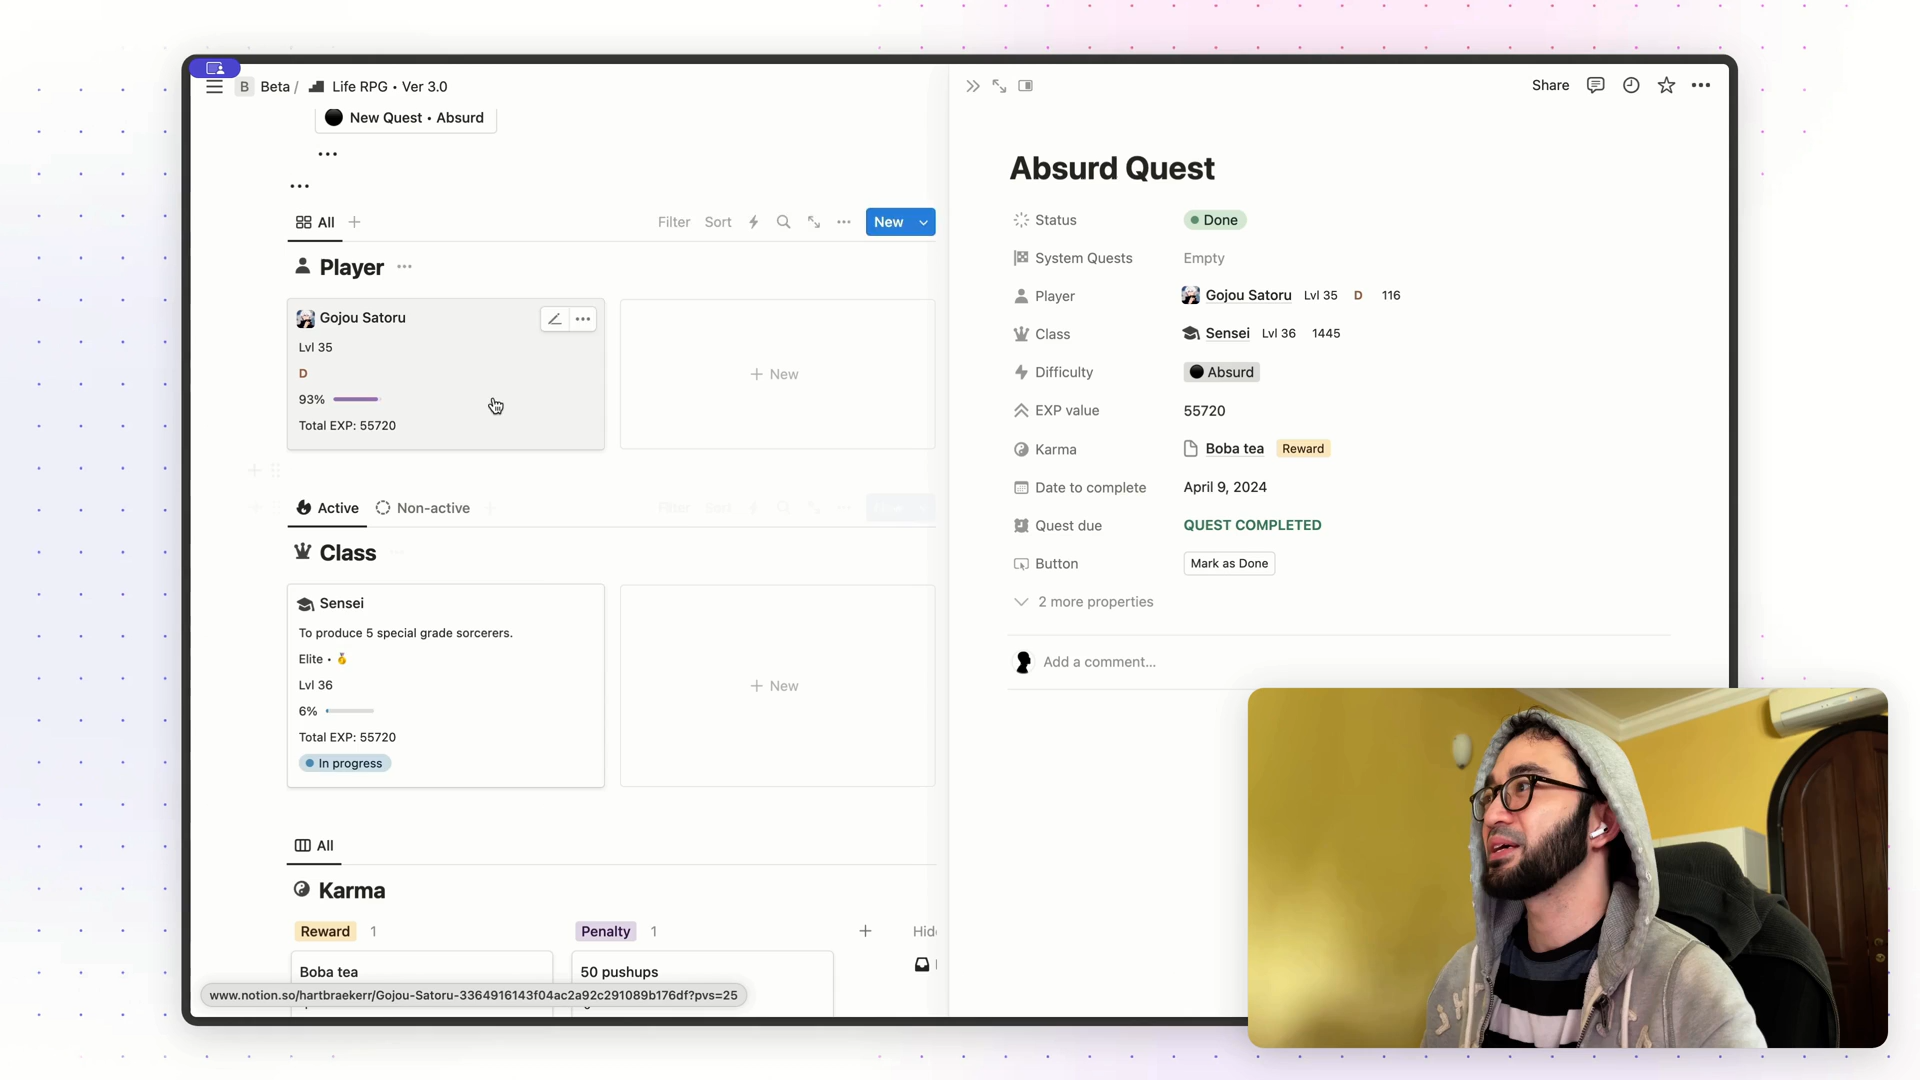 B Beta / Life RPG • Ver 3.0
New Quest • Absurd
All
Filter Sort New
Player
Gojou Satoru
Lvl 35
D
93%
Total EXP: 55720
New
Active Non-active
Filter Sort
Class
Sensei
To produce 5 special grade sorcerers.
Elite • 🥇
Lvl 36
6%
Total EXP: 55720
In progress
New
All
Karma
Reward 1 Penalty 1
Boba tea
50 pushups
www.notion.so/hartbraekerr/Gojou-Satoru-3364916143f04ac2a92c291089b176df?pvs=25
Share
Absurd Quest
Status Done
System Quests Empty
Player Gojou Satoru Lvl 35 D 116
Class Sensei Lvl 36 1445
Difficulty Absurd
EXP value 55720
Karma Boba tea Reward
Date to complete April 9, 2024
Quest due QUEST COMPLETED
Button Mark as Done
2 more properties
Add a comment...